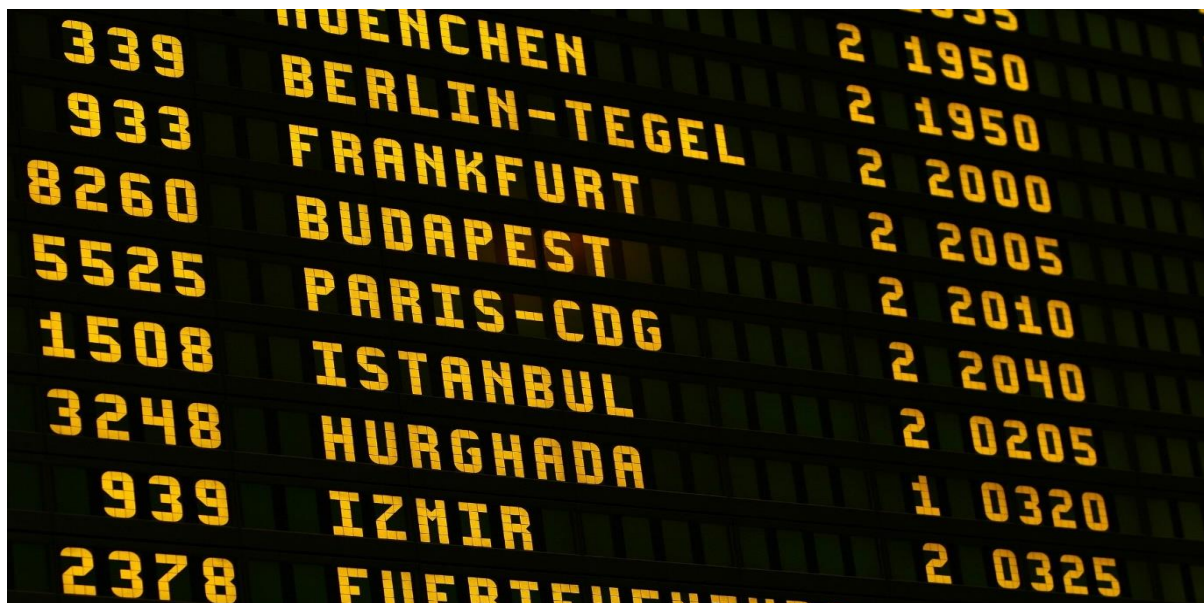 2 1950
MUENCHEN 2 1950
339 BERLIN-TEGEL 2 2000
933 FRANKFURT 2 2005
8260 BUDAPEST 2 2010
5525 PARIS-CDG 2 2040
1508 ISTANBUL 2 0205
3248 HURGHADA 1 0320
939 IZMIR 2 0325
2378